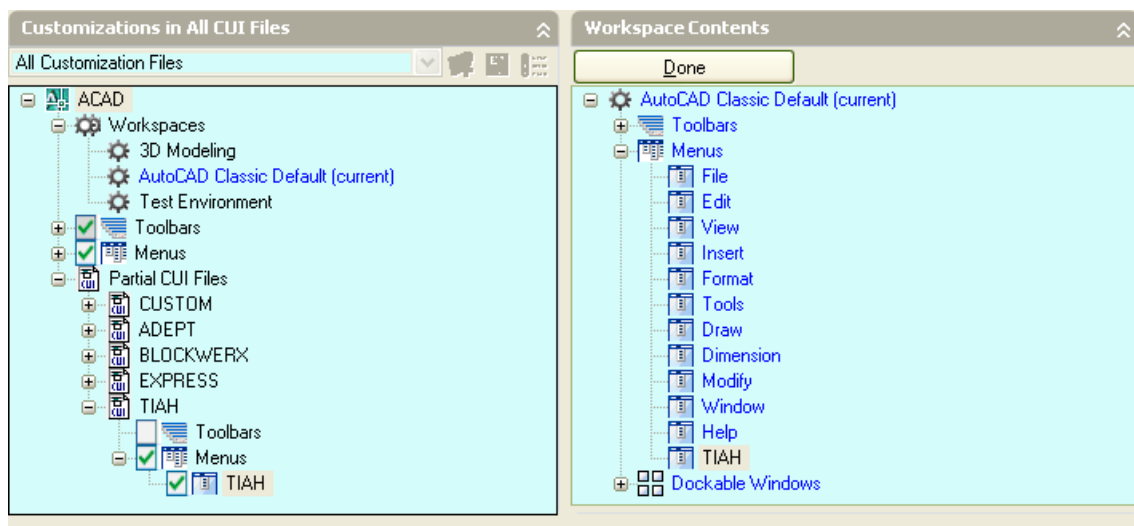 Customizations in All CUI Files
All Customization Files
ACAD
Workspaces
3D Modeling
AutoCAD Classic Default (current)
Test Environment
Toolbars
Menus
Partial CUI Files
CUSTOM
ADEPT
BLOCKWERX
EXPRESS
TIAH
Toolbars
Menus
TIAH
Workspace Contents
Done
AutoCAD Classic Default (current)
Toolbars
Menus
File
Edit
View
Insert
Format
Tools
Draw
Dimension
Modify
Window
Help
TIAH
Dockable Windows